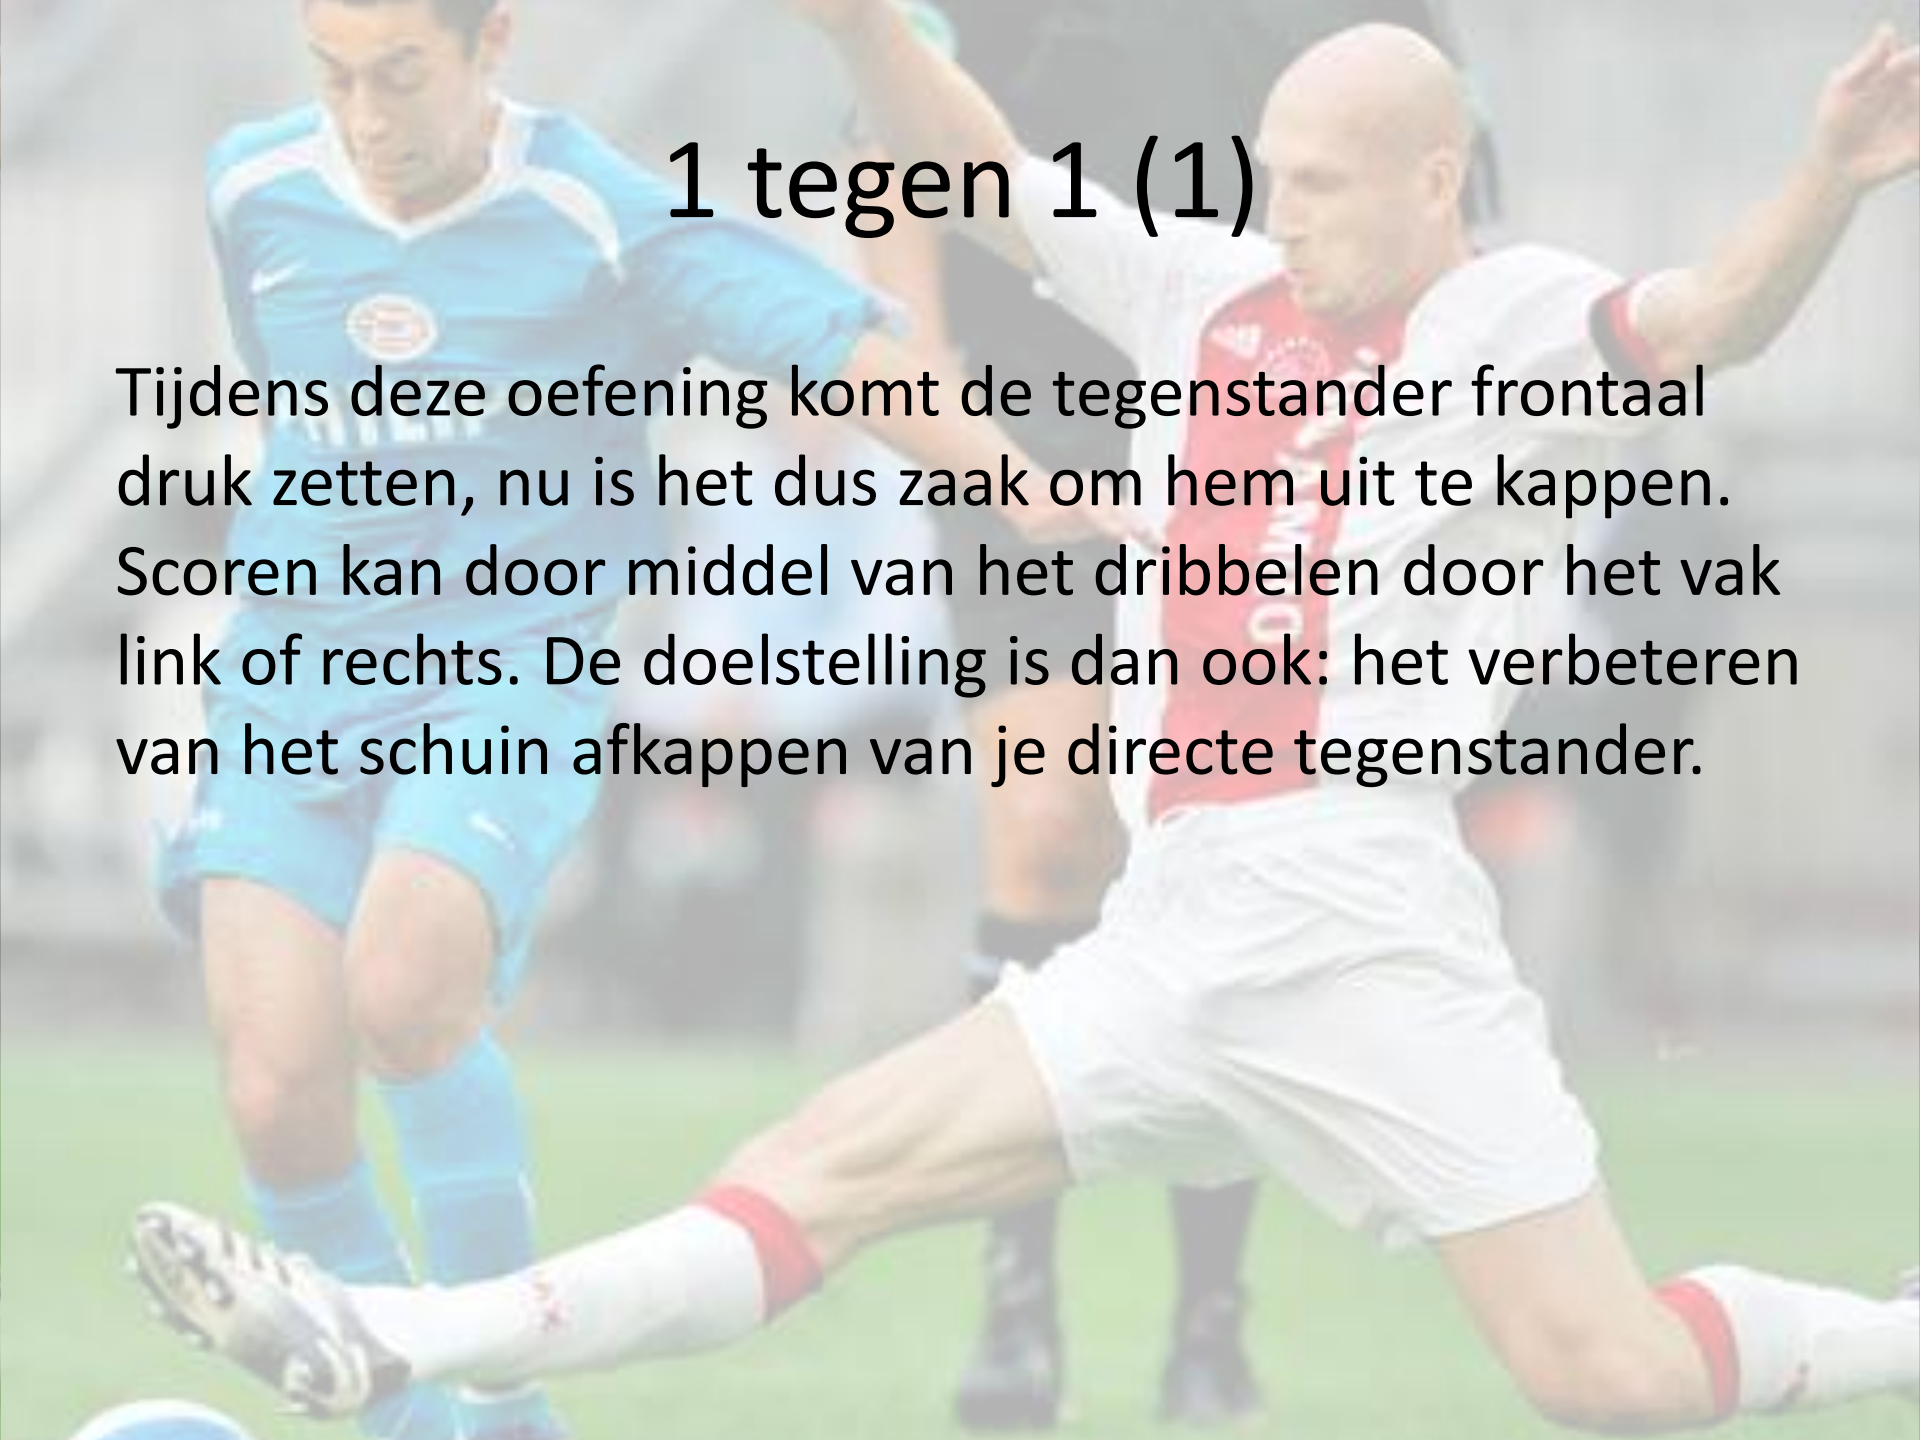 1 tegen 1 (1)
Tijdens deze oefening komt de tegenstander frontaal
druk zetten, nu is het dus zaak om hem uit te kappen.
Scoren kan door middel van het dribbelen door het vak
link of rechts. De doelstelling is dan ook: het verbeteren
van het schuin afkappen van je directe tegenstander.